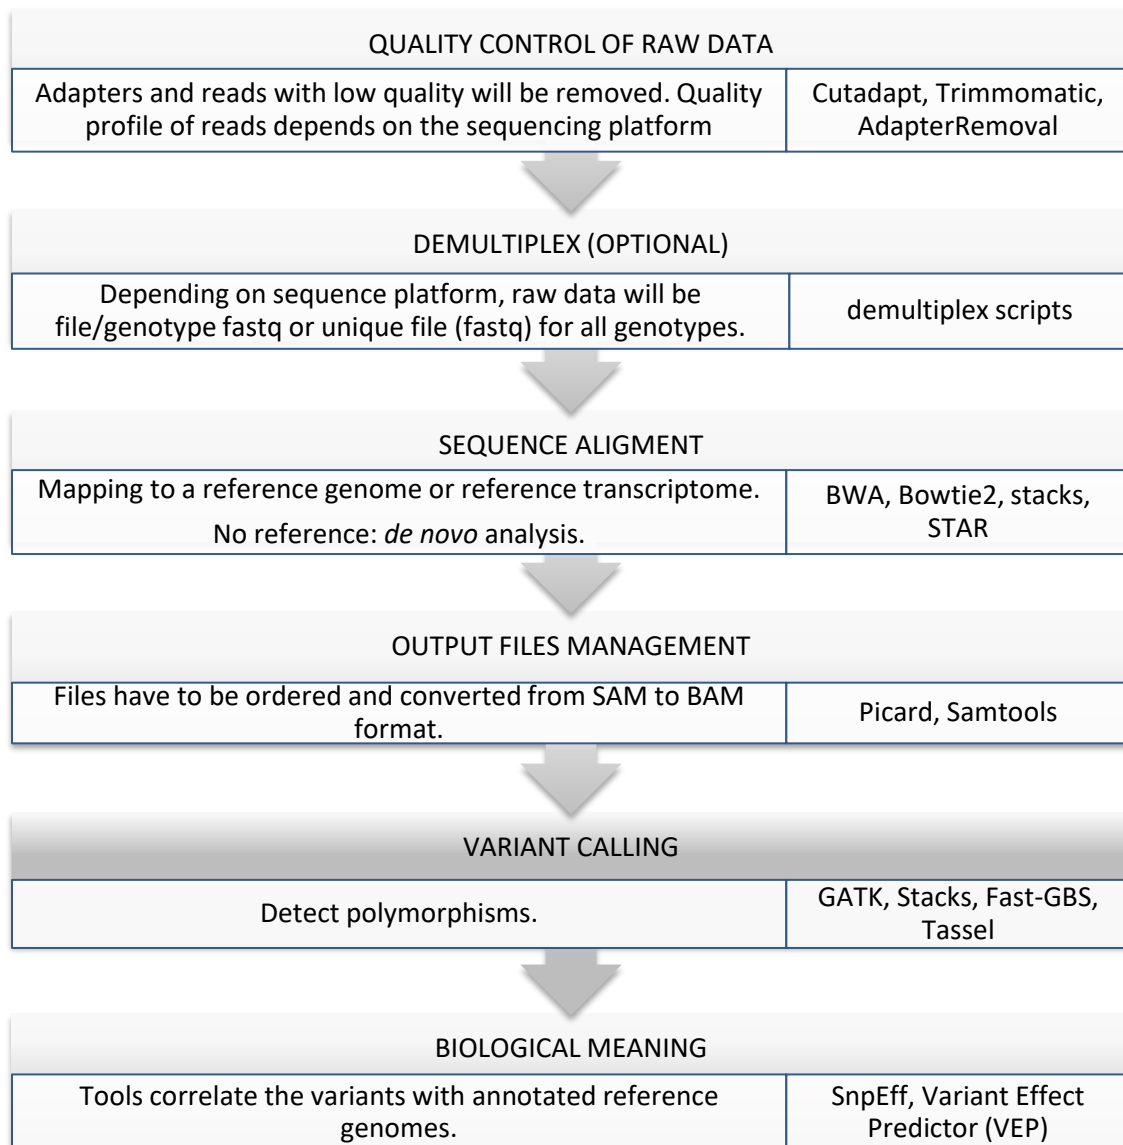 QUALITY CONTROL OF RAW DATA
Adapters and reads with low quality will be removed. Quality
profile of reads depends on the sequencing platform
Cutadapt, Trimmomatic,
AdapterRemoval
DEMULTIPLEX (OPTIONAL)
Depending on sequence platform, raw data will be
file/genotype fastq or unique file (fastq) for all genotypes.
demultiplex scripts
SEQUENCE ALIGMENT
Mapping to a reference genome or reference transcriptome.
No reference: de novo analysis.
BWA, Bowtie2, stacks,
STAR
OUTPUT FILES MANAGEMENT
Files have to be ordered and converted from SAM to BAM
format.
Picard, Samtools
VARIANT CALLING
Detect polymorphisms.
GATK, Stacks, Fast-GBS,
Tassel
BIOLOGICAL MEANING
Tools correlate the variants with annotated reference
genomes.
SnpEff, Variant Effect
Predictor (VEP)